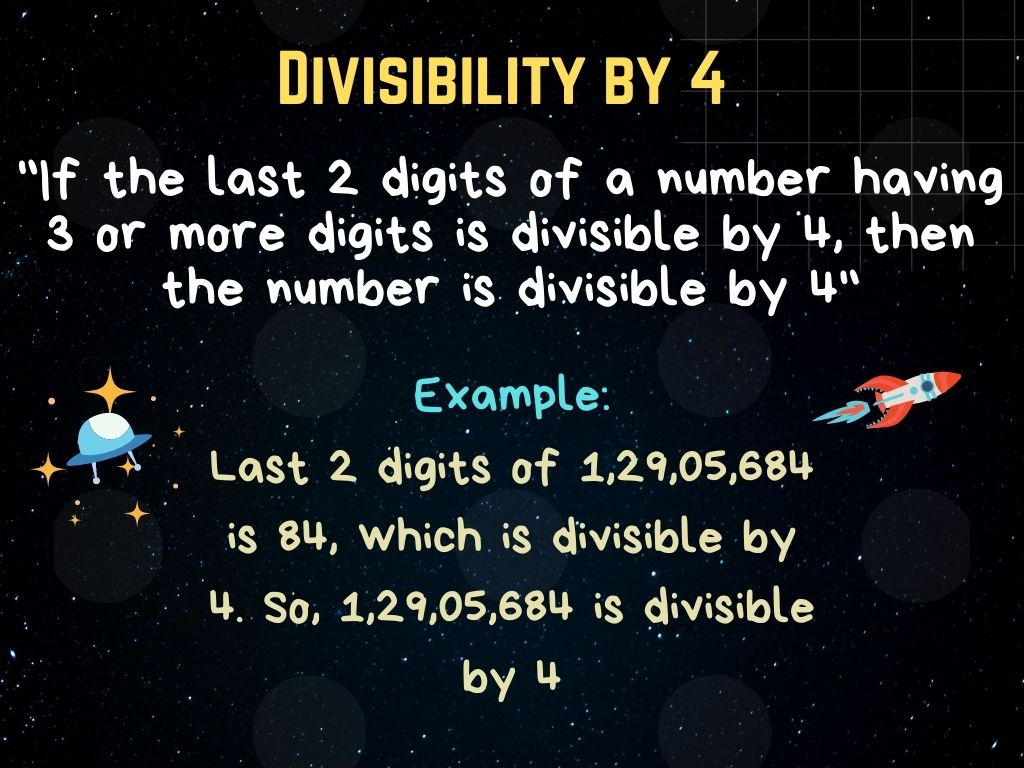 DIVISIBILITY BY 4
"If the last 2 digits of a number having
3 or more digits is divisible by 4, then
the number is divisible by 4"
Example:
Last 2 digits of 1,29,05,684
is 84, which is divisible by
4. So, 1,29,05,684 is divisible
by 4